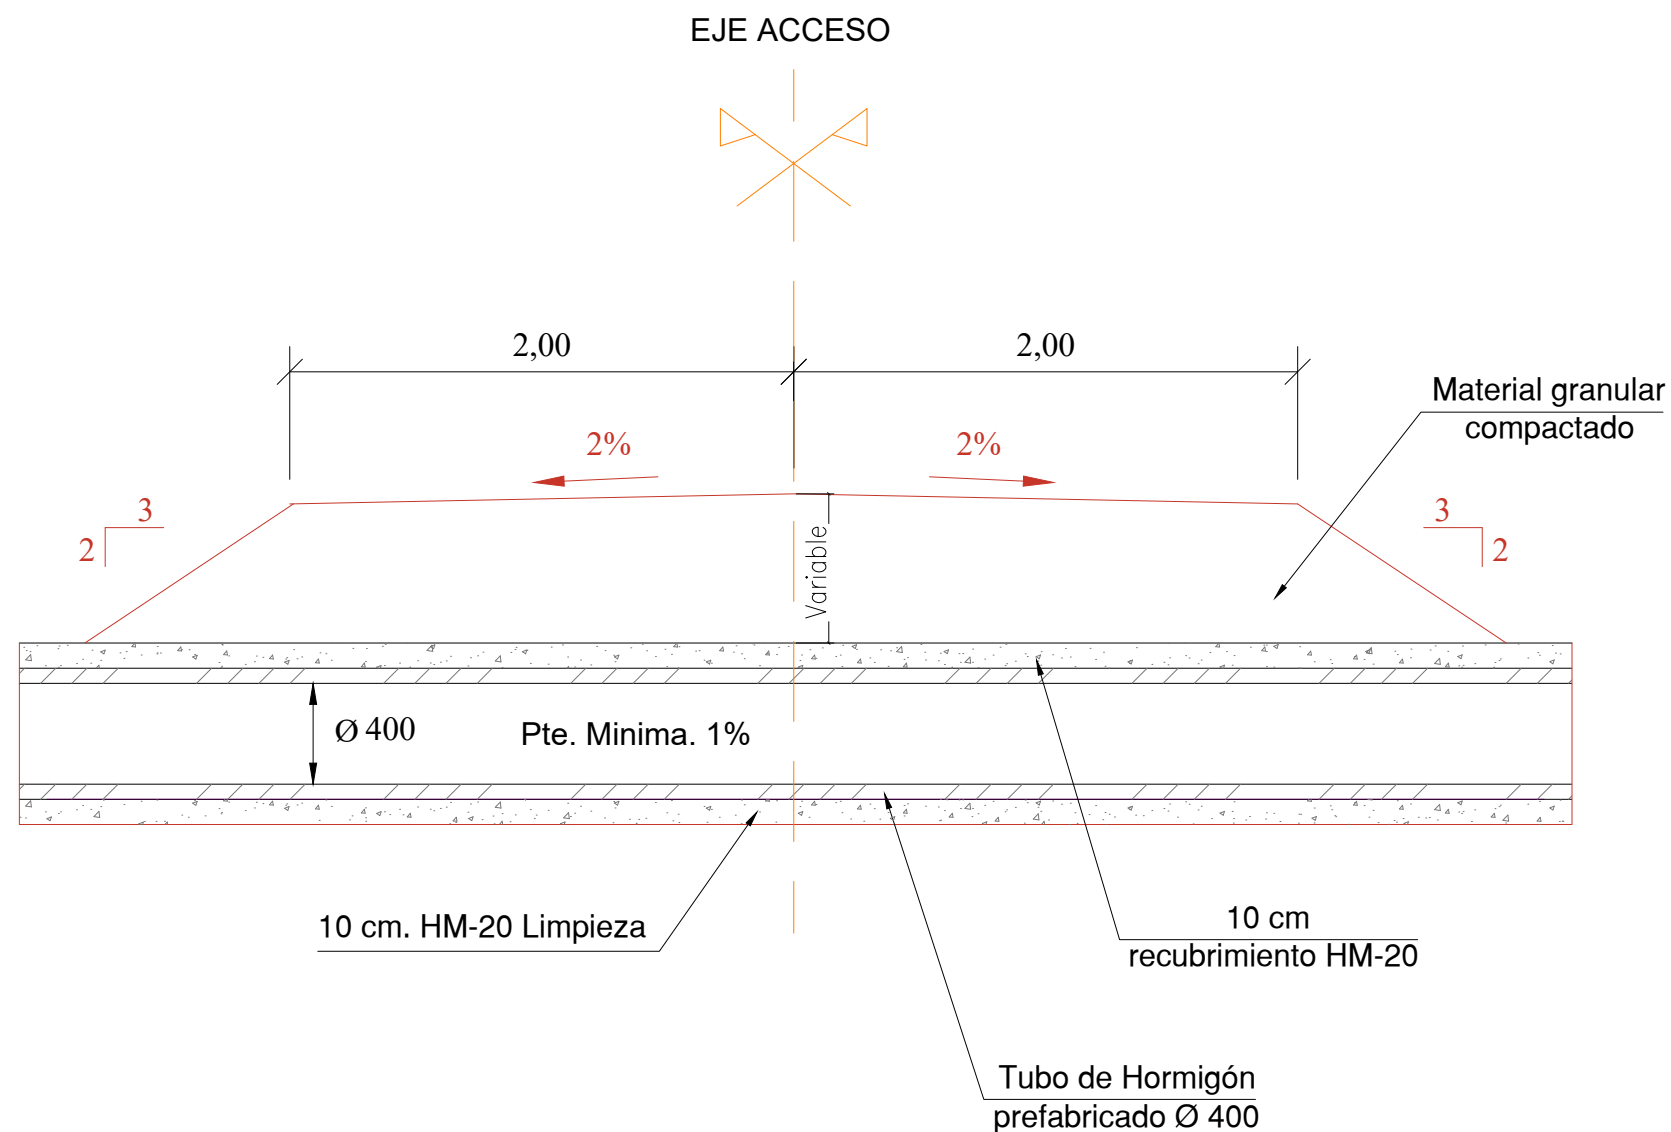 EJE ACCESO
2,00
2,00
Material granular
compactado
2%
2%
3
2
3
2
Variable
Ø 400
Pte. Minima. 1%
10 cm. HM-20 Limpieza
10 cm
recubrimiento HM-20
Tubo de Hormigón
prefabricado Ø 400